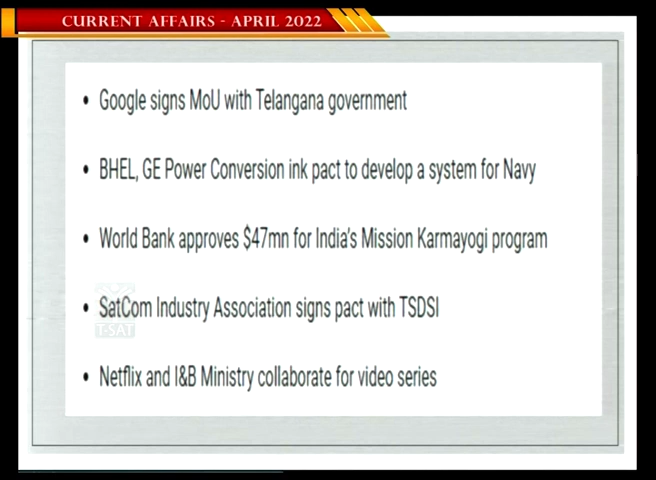 CURRENT AFFAIRS - APRIL 2022
• Google signs MoU with Telangana government
• BHEL, GE Power Conversion ink pact to develop a system for Navy
• World Bank approves $47mn for India's Mission Karmayogi program
• SatCom Industry Association signs pact with TSDSI
T-SAT
• Netflix and I&B Ministry collaborate for video series